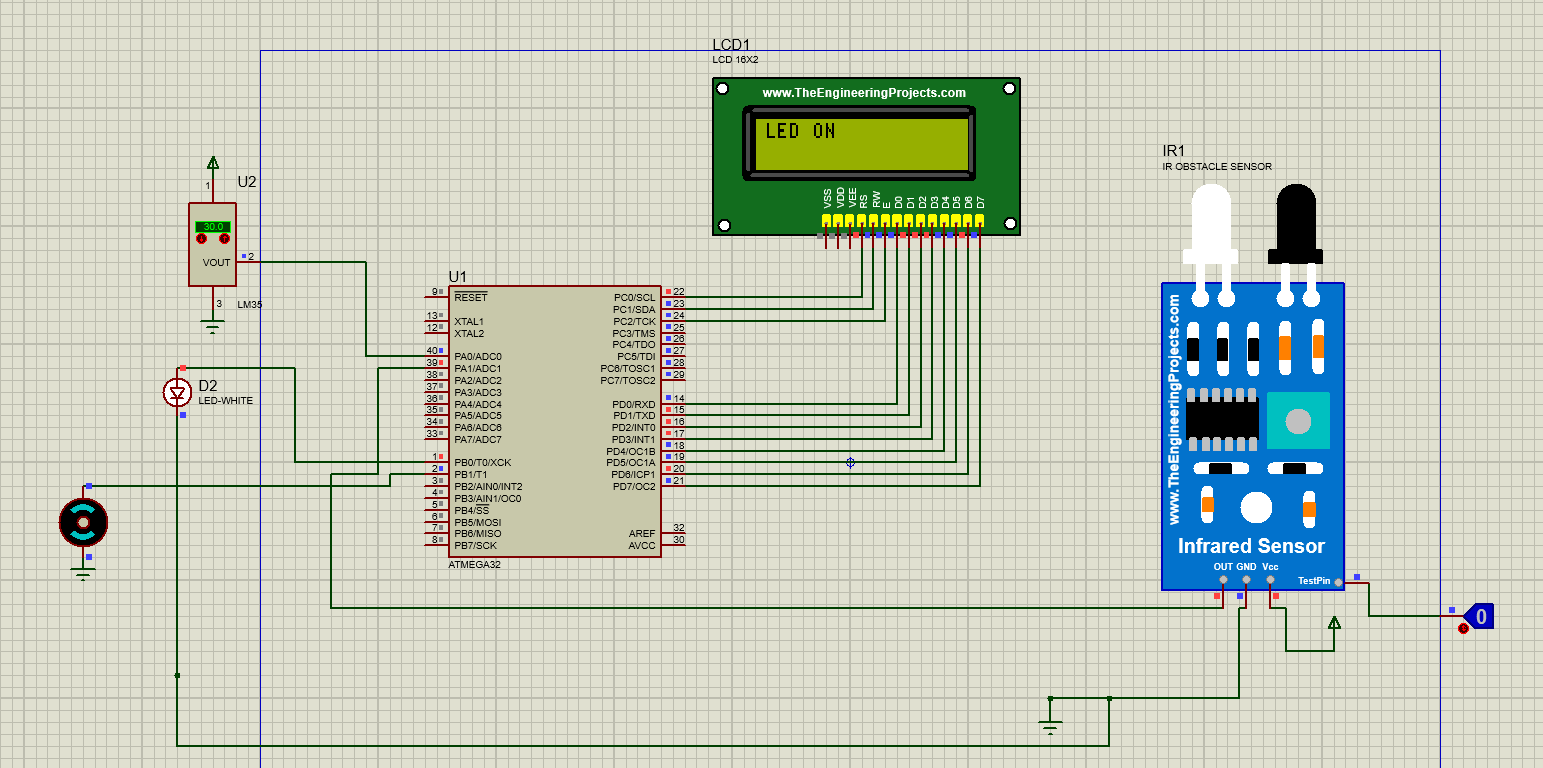 LCD1
LCD 16X2
www.TheEngineeringProjects.com
LED ON
VSS
VDD
VEE
RS
RW
E
D0
D1
D2
D3
D4
D5
D6
D7
IR1
IR OBSTACLE SENSOR
1
U2
30.0
VOUT
2
3
LM35
U1
9
RESET
13
XTAL1
12
XTAL2
40
PA0/ADC0
39
PA1/ADC1
38
PA2/ADC2
37
PA3/ADC3
36
PA4/ADC4
35
PA5/ADC5
34
PA6/ADC6
33
PA7/ADC7
1
PB0/T0/XCK
2
PB1/T1
3
PB2/AIN0/INT2
4
PB3/AIN1/OC0
5
PB4/SS
6
PB5/MOSI
7
PB6/MISO
8
PB7/SCK
PC0/SCL
22
PC1/SDA
23
PC2/TCK
24
PC3/TMS
25
PC4/TDO
26
PC5/TDI
27
PC6/TOSC1
28
PC7/TOSC2
29
PD0/RXD
14
PD1/TXD
15
PD2/INT0
16
PD3/INT1
17
PD4/OC1B
18
PD5/OC1A
19
PD6/ICP1
20
PD7/OC2
21
AREF
32
AVCC
30
ATMEGA32
D2
LED-WHITE
www.TheEngineeringProjects.com
Infrared Sensor
OUT GND Vcc
TestPin
0